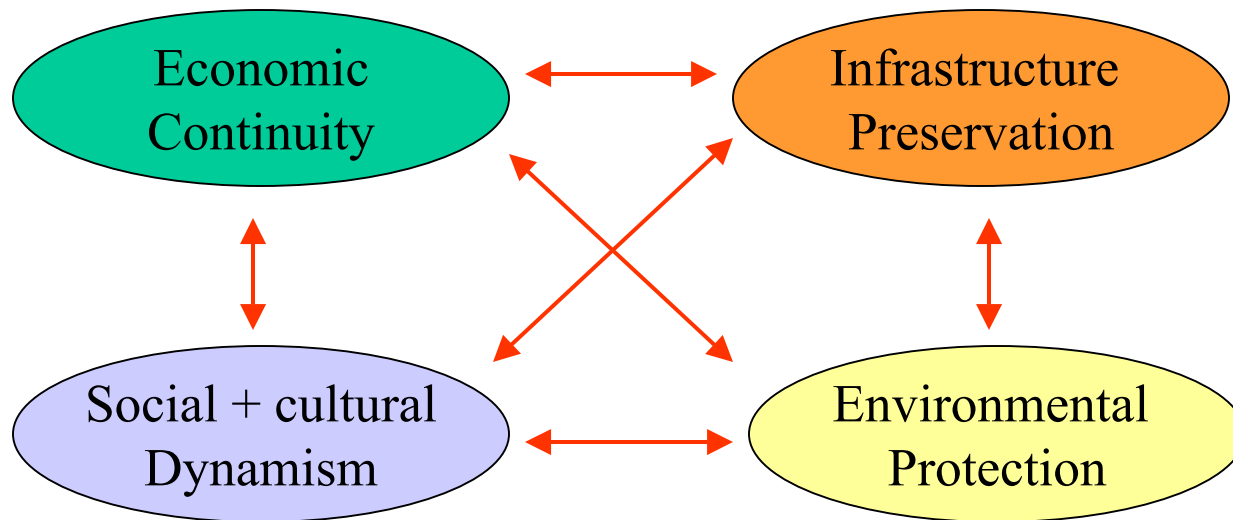 Economic
Continuity
Infrastructure
Preservation
Social + cultural
Dynamism
Environmental
Protection